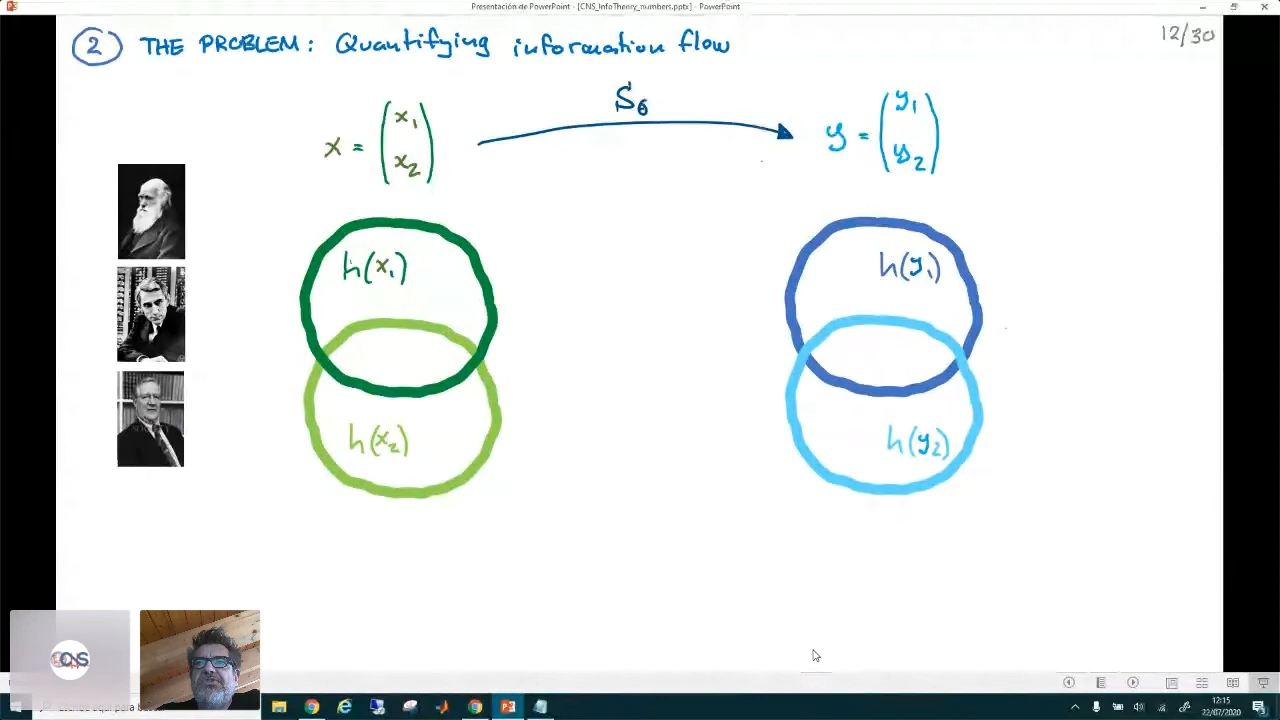 Presentación de PowerPoint - [CNS_InfoTheory_numbers.pptx] - PowerPoint
2 THE PROBLEM: Quantifying information flow
12/30
S₆
x = (x₁ x₂)
y = (y₁ y₂)
h(x₁)
h(y₁)
h(x₂)
h(y₂)
CNS
12:15
22/07/2020